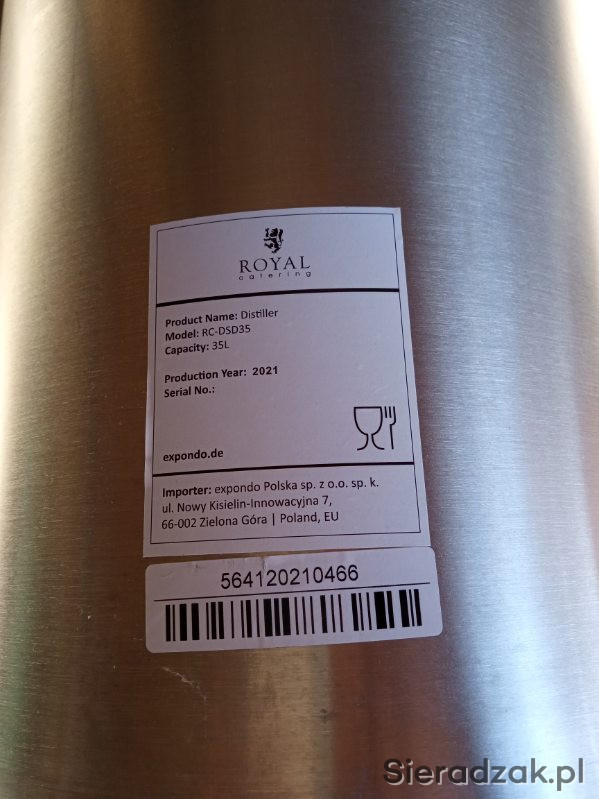 ROYAL
catering
Product Name: Distiller
Model: RC-DSD35
Capacity: 35L
Production Year: 2021
Serial No.:
expondo.de
Importer: expondo Polska sp. z o.o. sp. k.
ul. Nowy Kisielin-Innowacyjna 7,
66-002 Zielona Góra | Poland, EU
564120210466
Sieradzak.pl